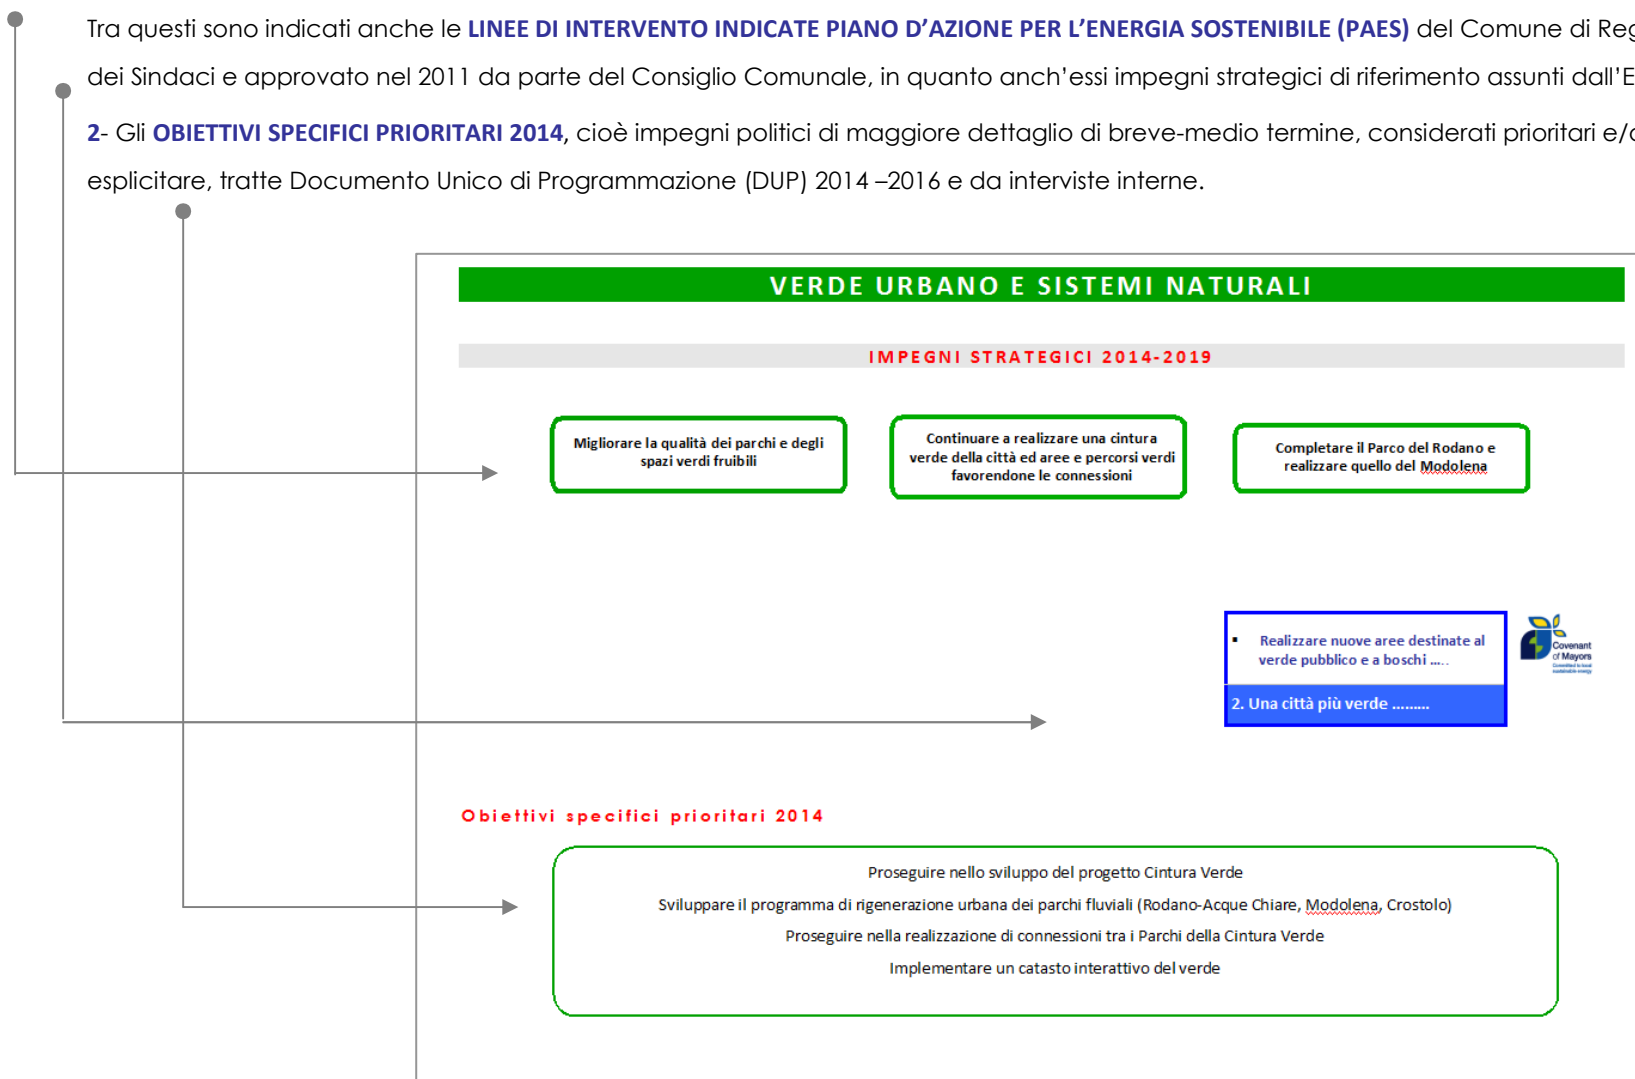 Tra questi sono indicati anche le LINEE DI INTERVENTO INDICATE PIANO D’AZIONE PER L’ENERGIA SOSTENIBILE (PAES) del Comune di Reg
dei Sindaci e approvato nel 2011 da parte del Consiglio Comunale, in quanto anch’essi impegni strategici di riferimento assunti dall’E
2- Gli OBIETTIVI SPECIFICI PRIORITARI 2014, cioè impegni politici di maggiore dettaglio di breve-medio termine, considerati prioritari e/o
esplicitare, tratte Documento Unico di Programmazione (DUP) 2014 –2016 e da interviste interne.
VERDE URBANO E SISTEMI NATURALI
IMPEGNI STRATEGICI 2014-2019
Migliorare la qualità dei parchi e degli
spazi verdi fruibili
Continuare a realizzare una cintura
verde della città ed aree e percorsi verdi
favorendone le connessioni
Completare il Parco del Rodano e
realizzare quello del Modolena
▪ Realizzare nuove aree destinate al
verde pubblico e a boschi .....
2. Una città più verde .........
Covenant
of Mayors
Committed to local
sustainable energy
Obiettivi specifici prioritari 2014
Proseguire nello sviluppo del progetto Cintura Verde
Sviluppare il programma di rigenerazione urbana dei parchi fluviali (Rodano-Acque Chiare, Modolena, Crostolo)
Proseguire nella realizzazione di connessioni tra i Parchi della Cintura Verde
Implementare un catasto interattivo del verde